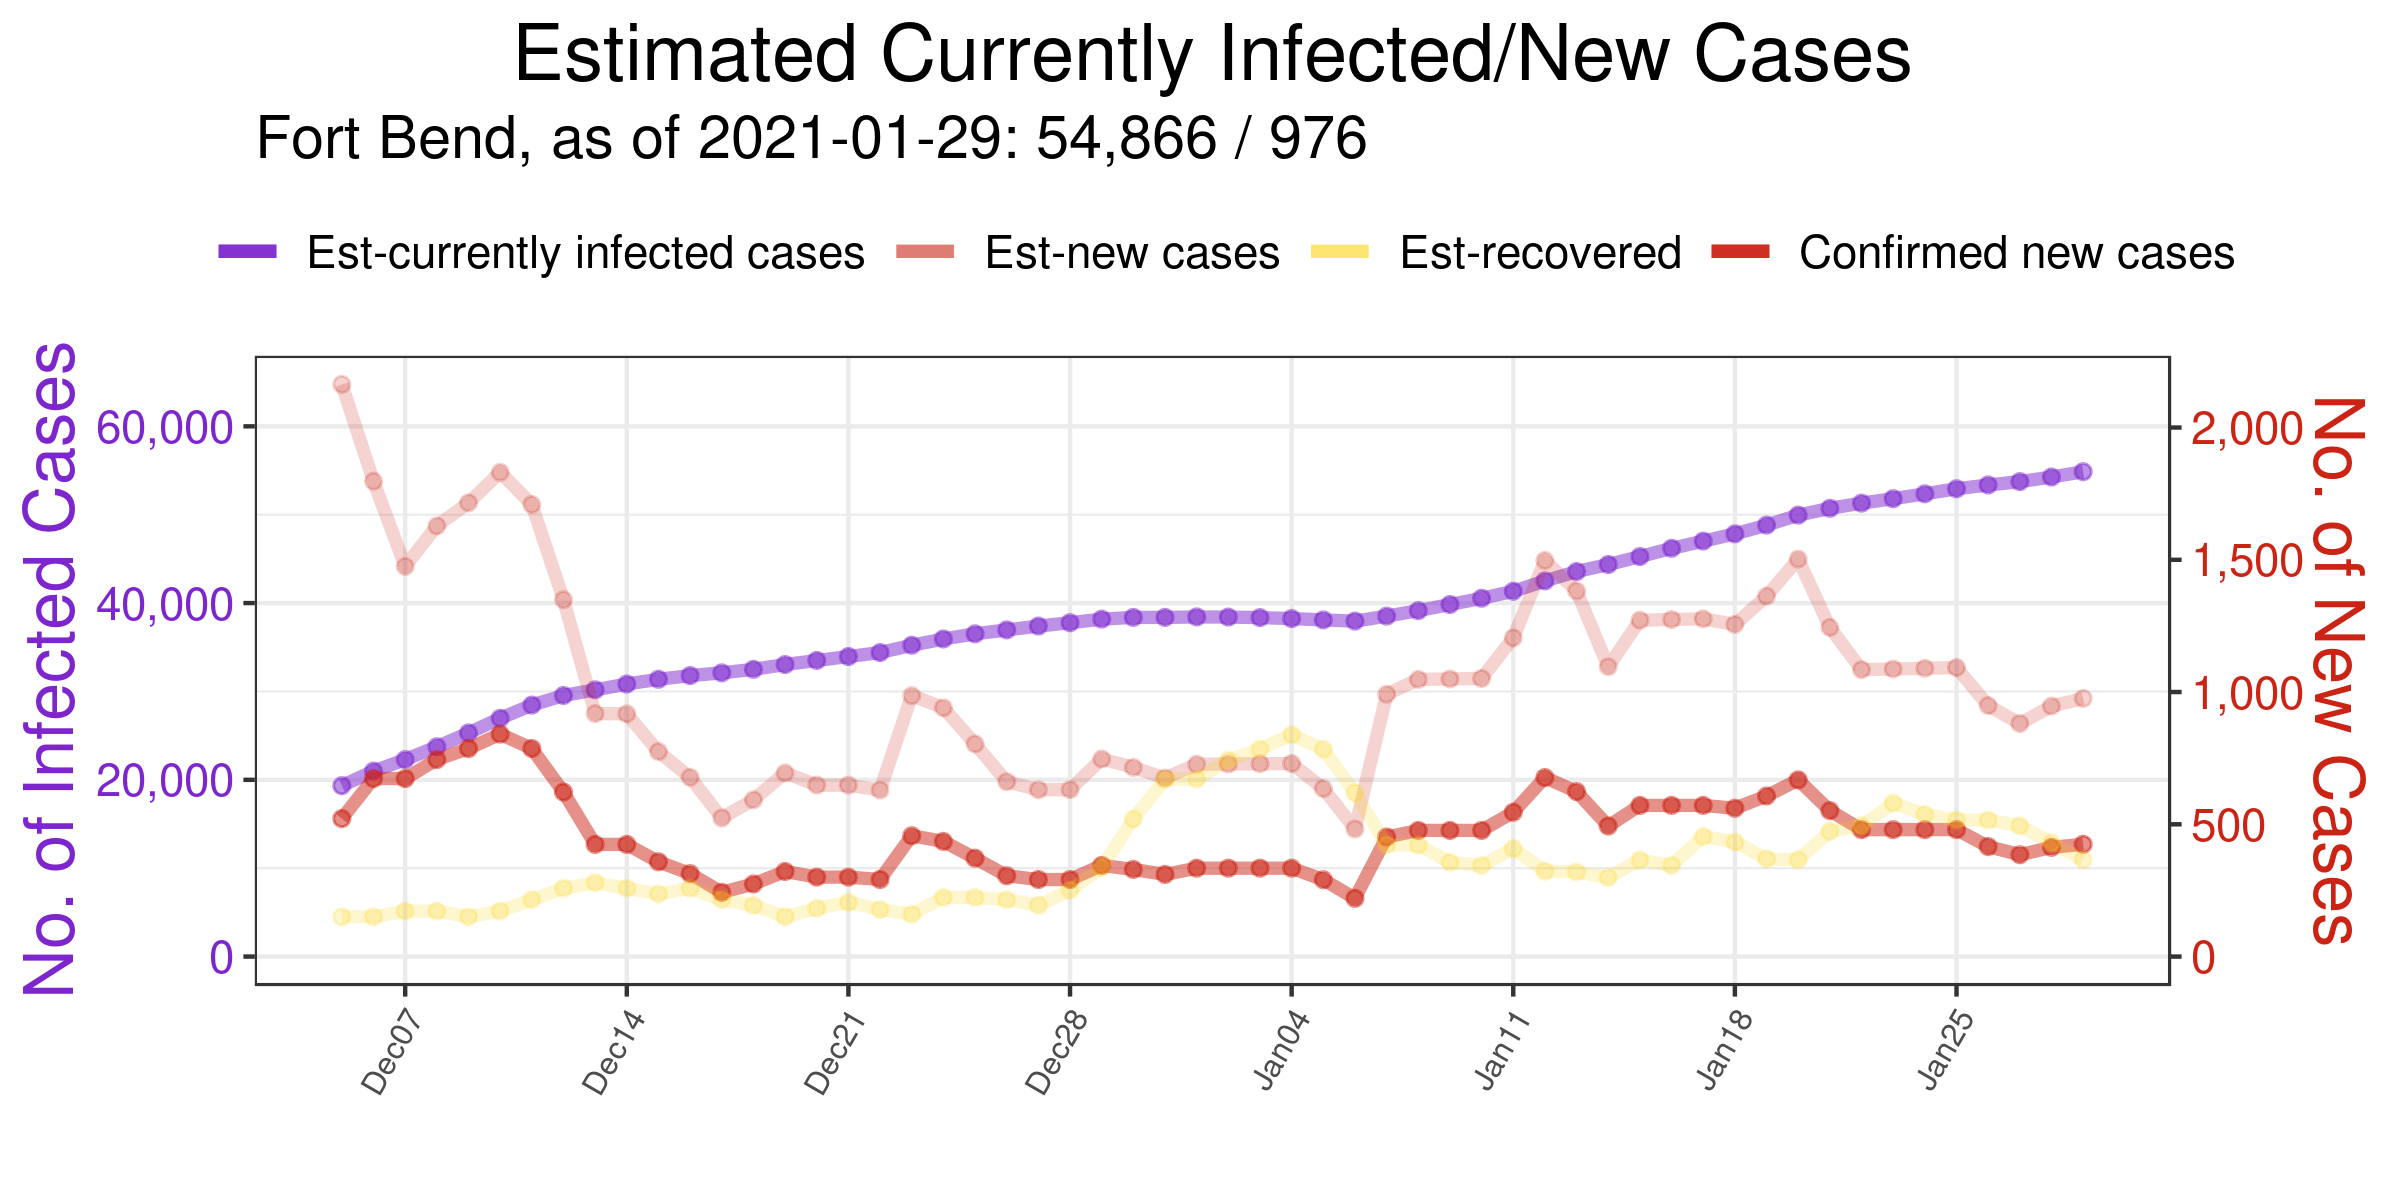 Estimated Currently Infected/New Cases
Fort Bend, as of 2021-01-29: 54,866 / 976
Est-currently infected cases Est-new cases Est-recovered Confirmed new cases
No. of Infected Cases
60,000
40,000
20,000
0
2,000
1,500
1,000
500
0
No. of New Cases
Dec07 Dec14 Dec21 Dec28 Jan04 Jan11 Jan18 Jan25